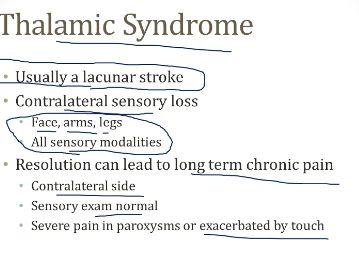 Thalamic Syndrome
• Usually a lacunar stroke
• Contralateral sensory loss
• Face, arms, legs
• All sensory modalities
• Resolution can lead to long term chronic pain
• Contralateral side
• Sensory exam normal
• Severe pain in paroxysms or exacerbated by touch